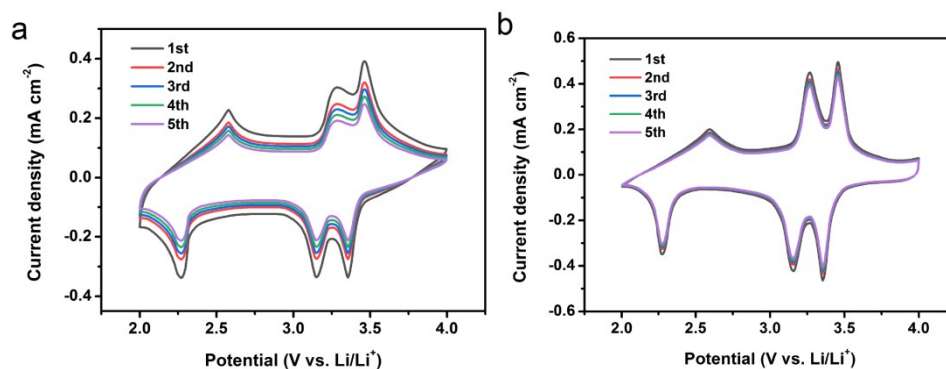 a
1st
2nd
3rd
4th
5th
0.4
0.2
0.0
-0.2
-0.4
2.0 2.5 3.0 3.5 4.0
Current density (mA cm⁻²)
Potential (V vs. Li/Li⁺)
b
1st
2nd
3rd
4th
5th
0.6
0.4
0.2
0.0
-0.2
-0.4
-0.6
2.0 2.5 3.0 3.5 4.0
Current density (mA cm⁻²)
Potential (V vs. Li/Li⁺)